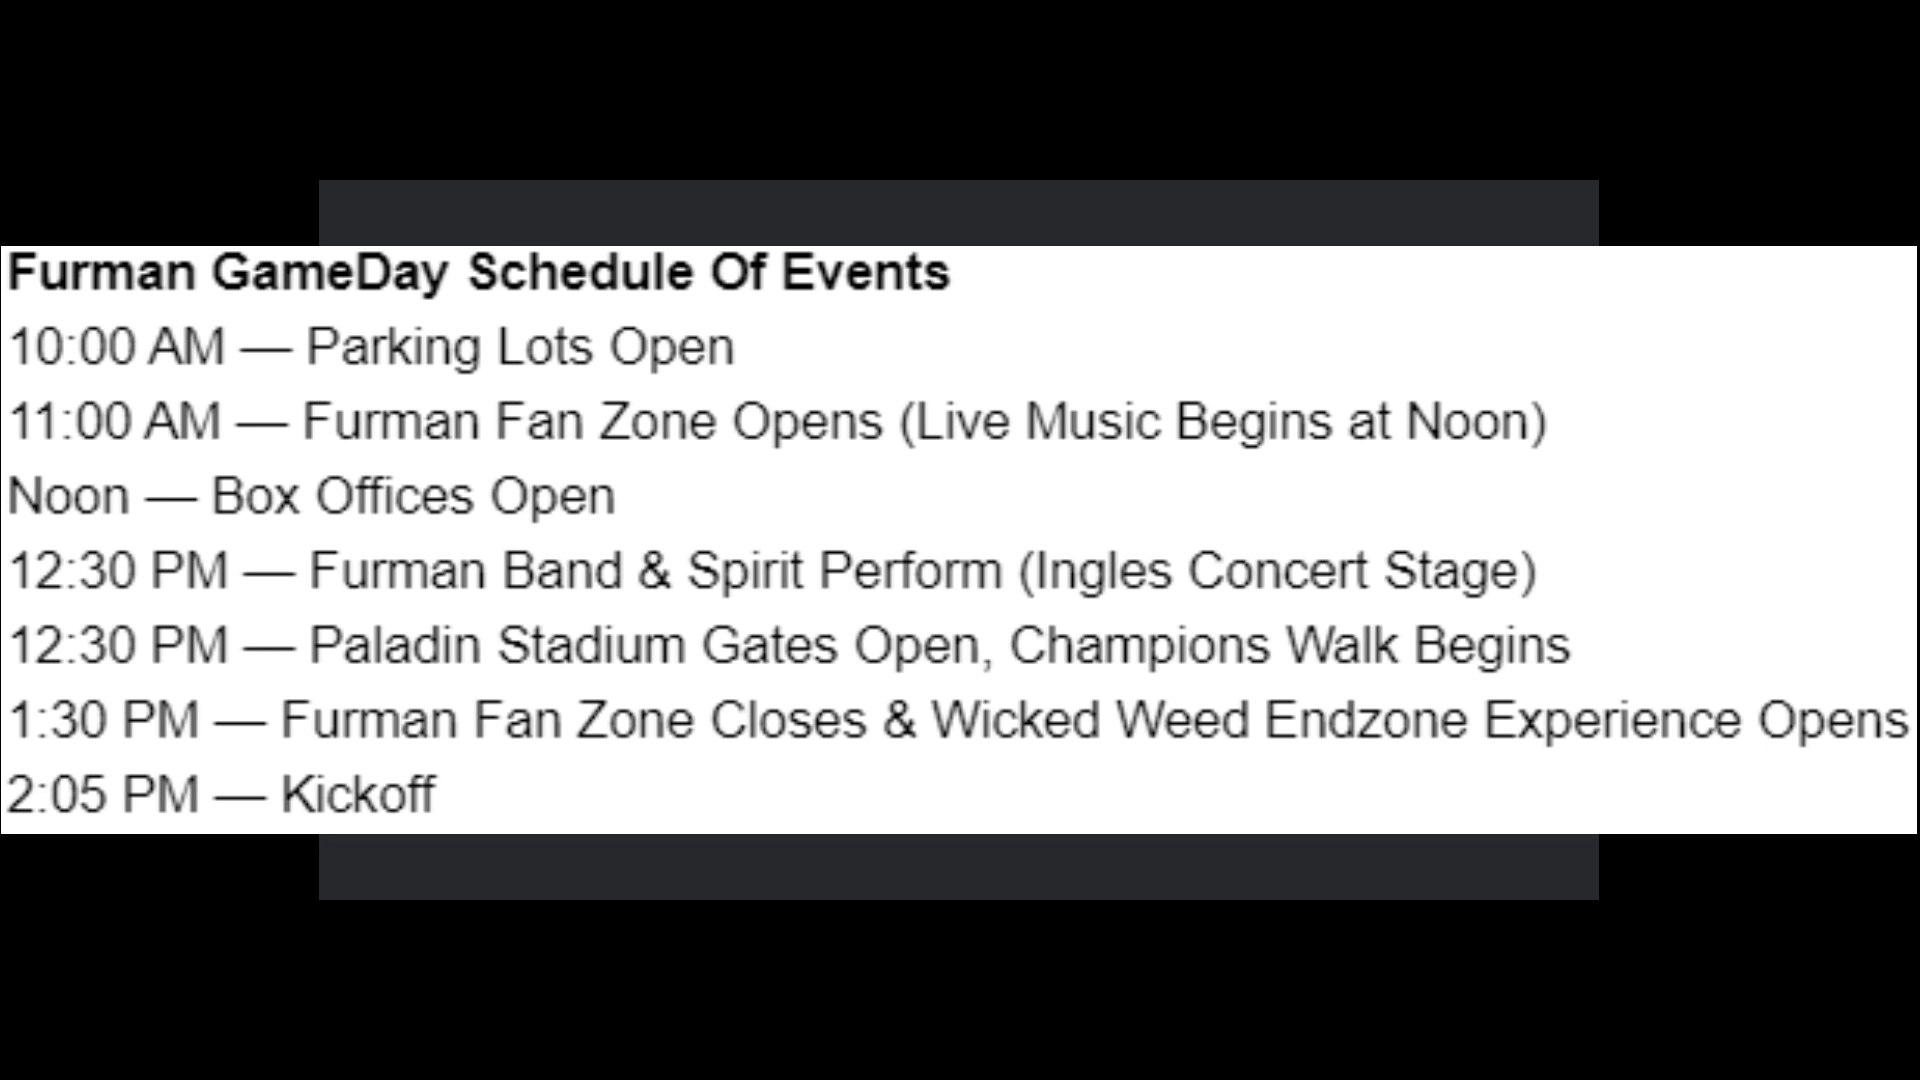 Furman GameDay Schedule Of Events
10:00 AM — Parking Lots Open
11:00 AM — Furman Fan Zone Opens (Live Music Begins at Noon)
Noon — Box Offices Open
12:30 PM — Furman Band & Spirit Perform (Ingles Concert Stage)
12:30 PM — Paladin Stadium Gates Open, Champions Walk Begins
1:30 PM — Furman Fan Zone Closes & Wicked Weed Endzone Experience Opens
2:05 PM — Kickoff